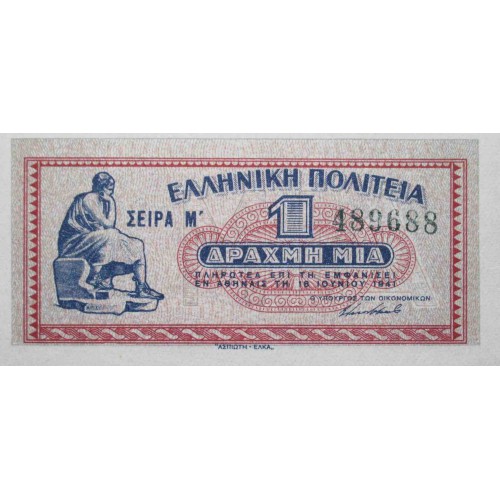 ΕΛΛΗΝΙΚΗ ΠΟΛΙΤΕΙΑ
ΣΕΙΡΑ Μ΄ 1 489688
ΔΡΑΧΜΗ ΜΙΑ
ΠΛΗΡΩΤΕΑ ΕΠΙ ΤΗ ΕΜΦΑΝΙΣΕΙ
ΕΝ ΑΘΗΝΑΙΣ ΤΗ 18 ΙΟΥΝΙΟΥ 1941
Ο ΥΠΟΥΡΓΟΣ ΤΩΝ ΟΙΚΟΝΟΜΙΚΩΝ
"ΑΣΠΙΩΤΗ-ΕΛΚΑ"